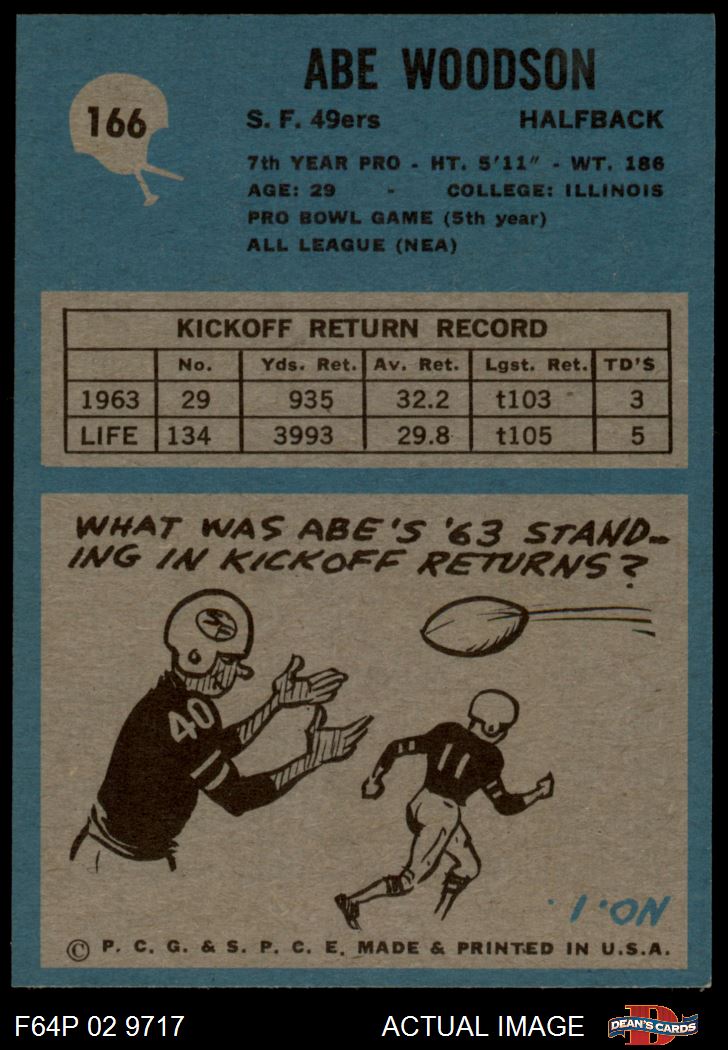 166
ABE WOODSON
S. F. 49ers HALFBACK
7th YEAR PRO - HT. 5'11" - WT. 186
AGE: 29 - COLLEGE: ILLINOIS
PRO BOWL GAME (5th year)
ALL LEAGUE (NEA)
KICKOFF RETURN RECORD
No. Yds. Ret. Av. Ret. Lgst. Ret. TD'S
1963 29 935 32.2 t103 3
LIFE 134 3993 29.8 t105 5
WHAT WAS ABE'S '63 STAND-
ING IN KICKOFF RETURNS?
SF
40
11
NO. 1.
© P. C. G. & S. P. C. E. MADE & PRINTED IN U.S.A.
F64P 02 9717 ACTUAL IMAGE
D
DEAN'S CARDS